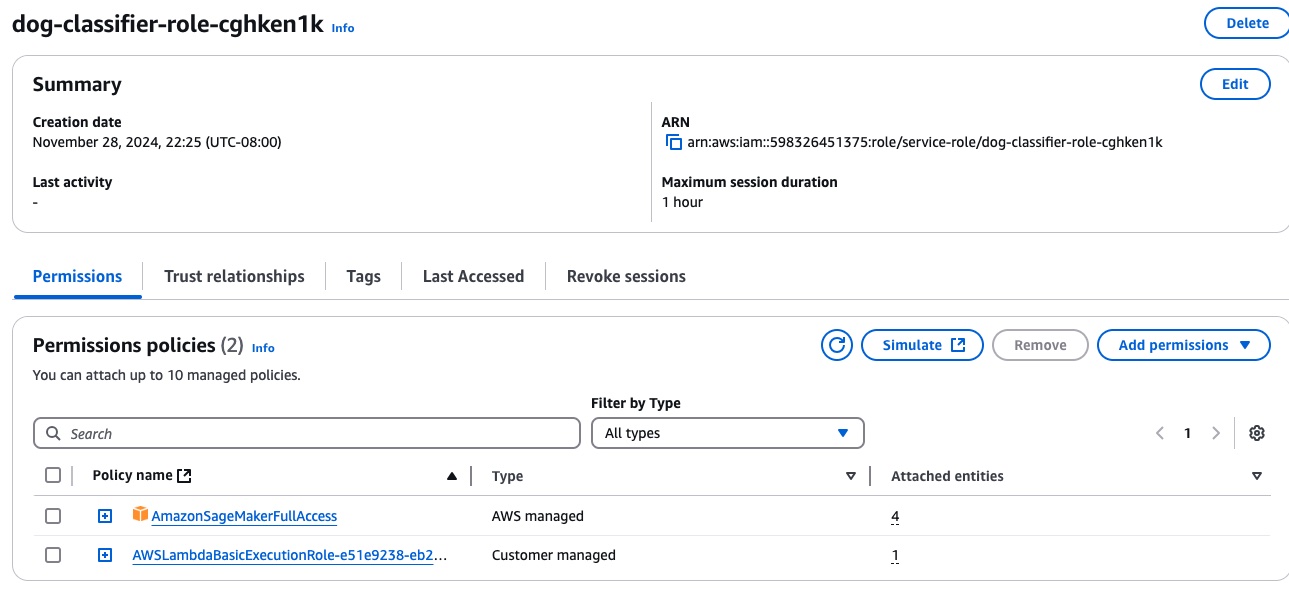 dog-classifier-role-cghken1k Info
Delete
Summary
Edit
Creation date
November 28, 2024, 22:25 (UTC-08:00)
ARN
arn:aws:iam::598326451375:role/service-role/dog-classifier-role-cghken1k
Last activity
-
Maximum session duration
1 hour
Permissions
Trust relationships
Tags
Last Accessed
Revoke sessions
Permissions policies (2) Info
Simulate
Remove
Add permissions
You can attach up to 10 managed policies.
Filter by Type
Search
All types
1
Policy name
Type
Attached entities
AmazonSageMakerFullAccess
AWS managed
4
AWSLambdaBasicExecutionRole-e51e9238-eb2...
Customer managed
1